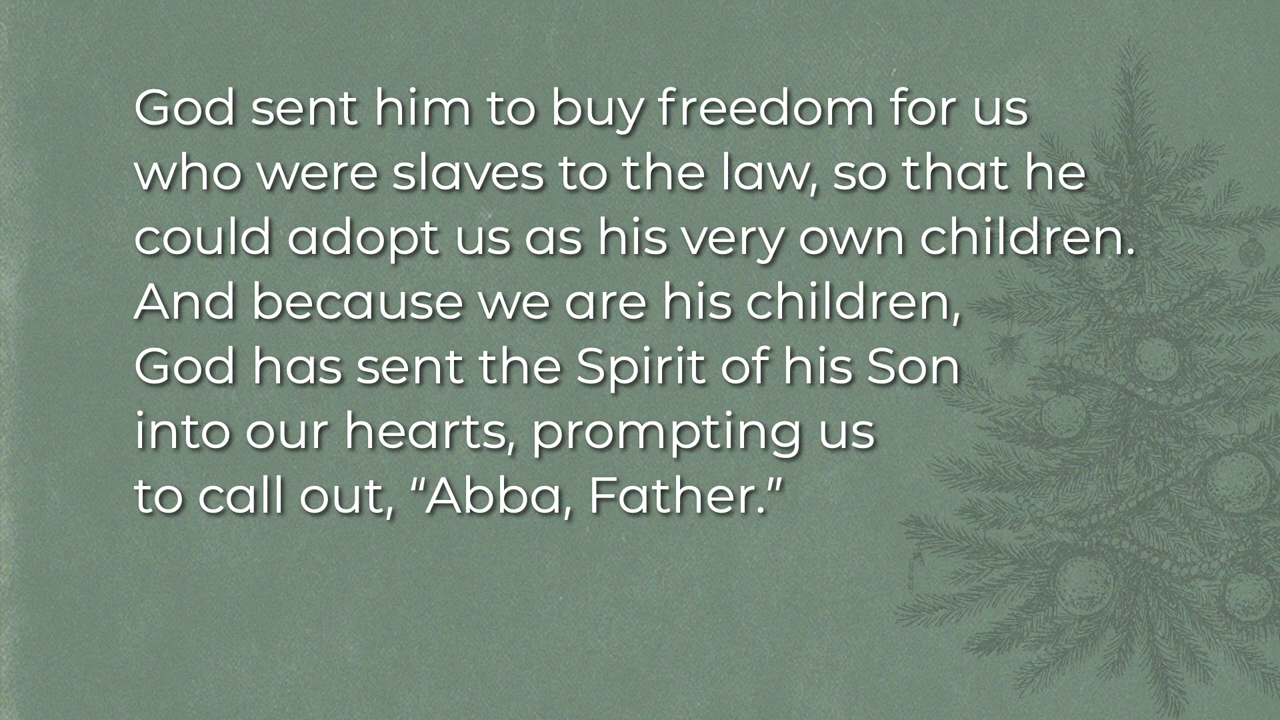 God sent him to buy freedom for us
who were slaves to the law, so that he
could adopt us as his very own children.
And because we are his children,
God has sent the Spirit of his Son
into our hearts, prompting us
to call out, “Abba, Father.”